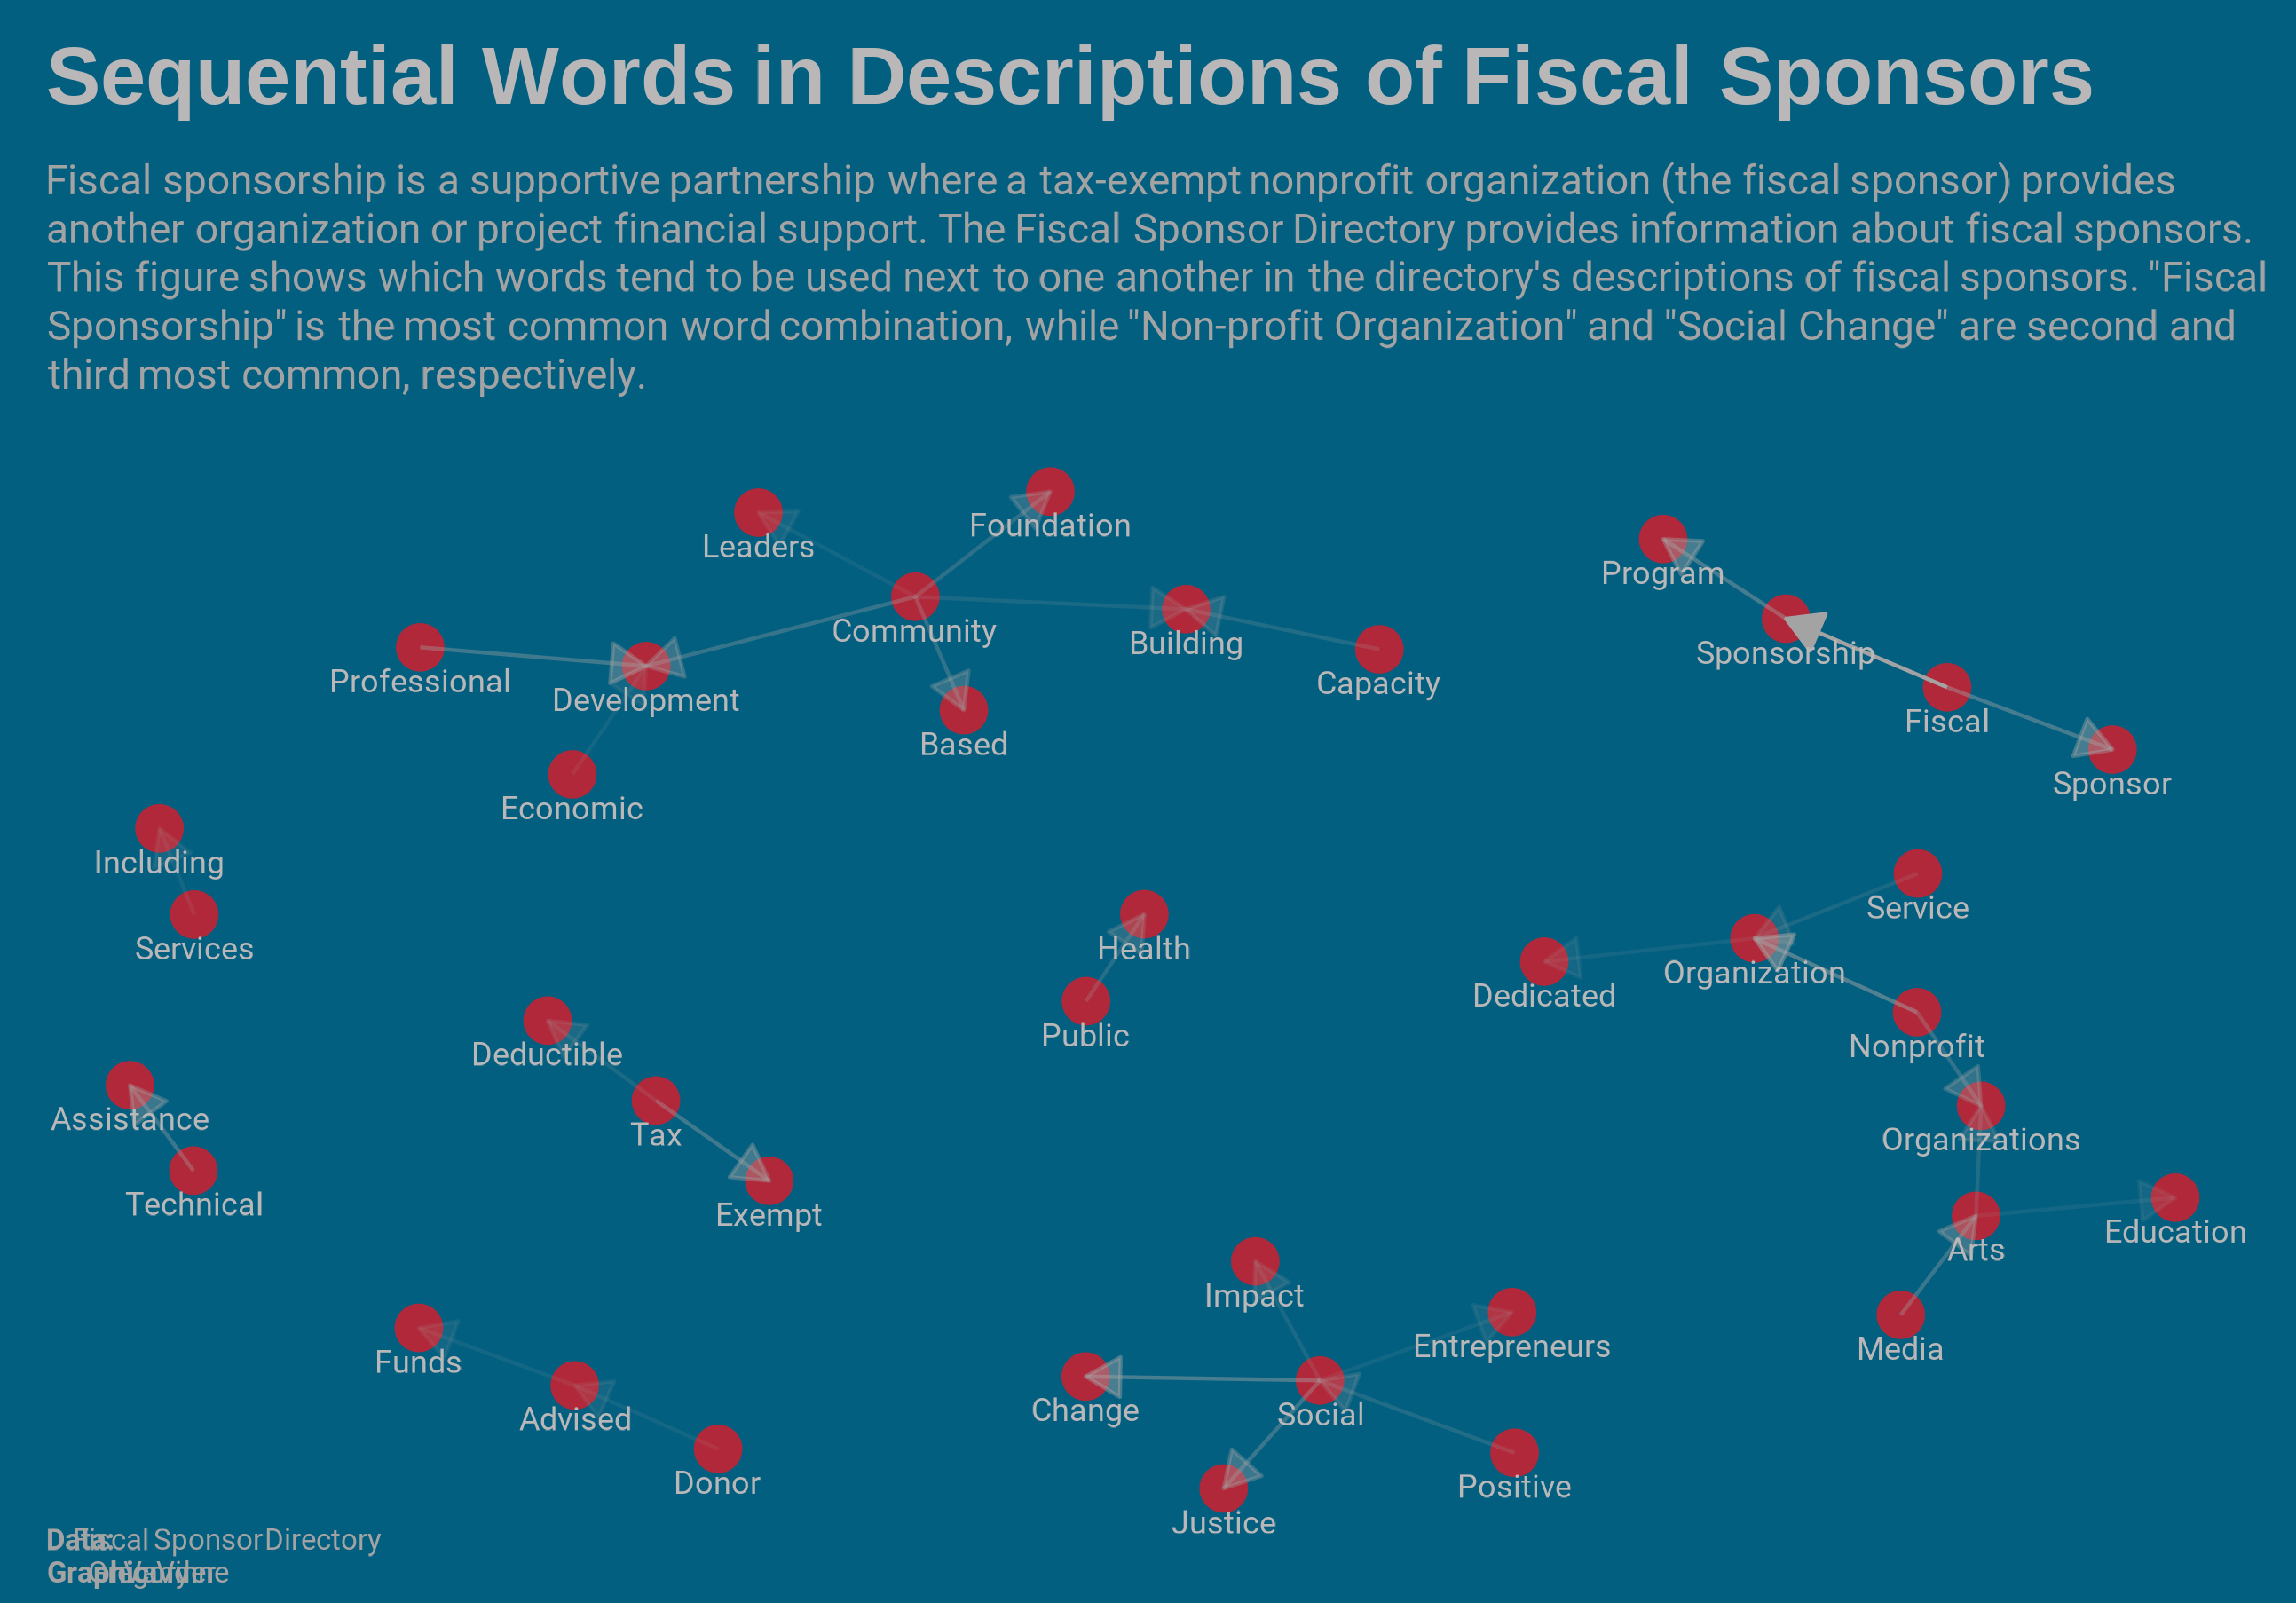 Sequential Words in Descriptions of Fiscal Sponsors
Fiscal sponsorship is a supportive partnership where a tax-exempt nonprofit organization (the fiscal sponsor) provides
another organization or project financial support. The Fiscal Sponsor Directory provides information about fiscal sponsors.
This figure shows which words tend to be used next to one another in the directory's descriptions of fiscal sponsors. "Fiscal
Sponsorship" is the most common word combination, while "Non-profit Organization" and "Social Change" are second and
third most common, respectively.
Foundation
Leaders
Program
Community
Building
Sponsorship
Professional
Capacity
Development
Fiscal
Based
Sponsor
Economic
Including
Service
Services
Health
Organization
Dedicated
Public
Nonprofit
Deductible
Assistance
Tax
Organizations
Technical
Exempt
Education
Arts
Impact
Entrepreneurs
Media
Funds
Change
Social
Advised
Donor
Positive
Justice
Data: Fiscal Sponsor Directory
Graphic: